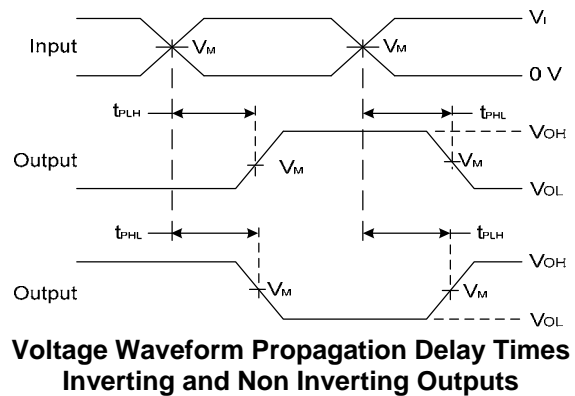 VI
Input
VM
VM
0 V
tPLH
tPHL
VOH
Output
VM
VM
VOL
tPHL
tPLH
VOH
Output
VM
VM
VOL
Voltage Waveform Propagation Delay Times
Inverting and Non Inverting Outputs